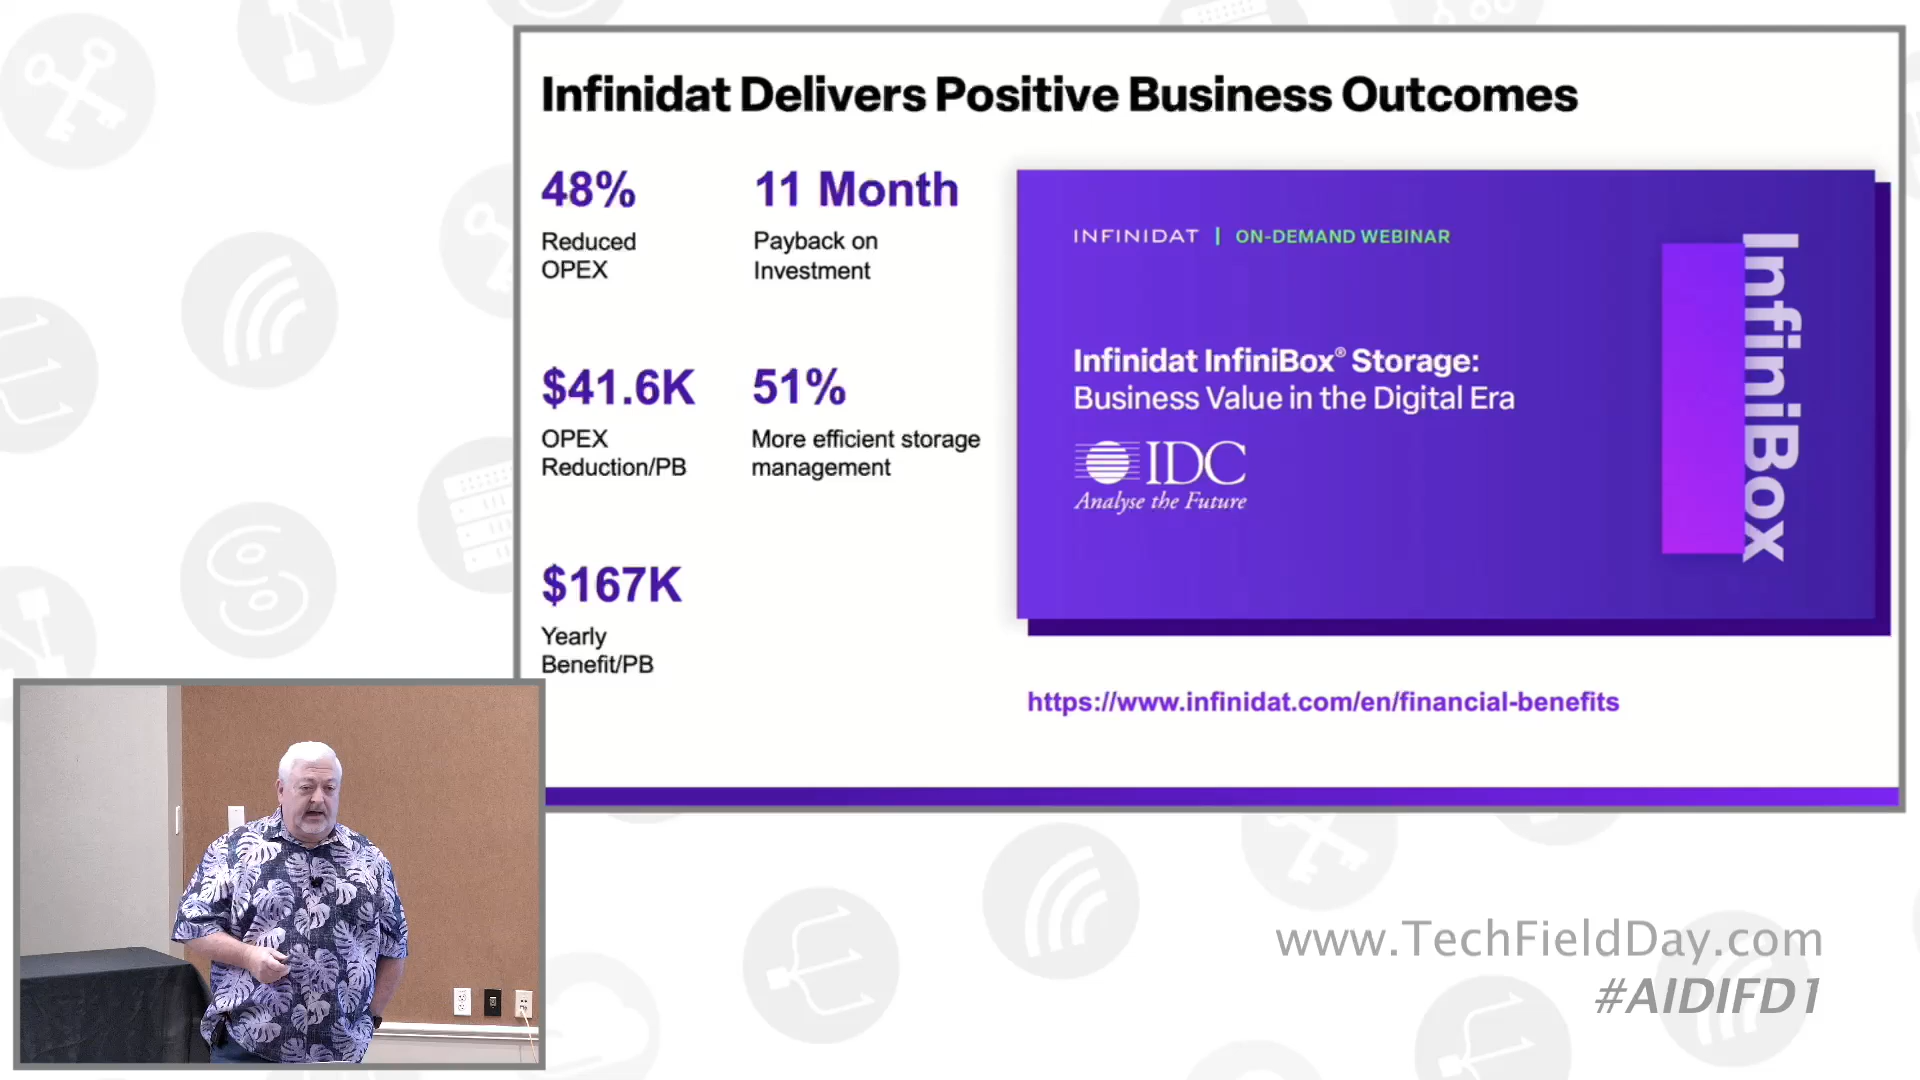 Infinidat Delivers Positive Business Outcomes
48%
Reduced
OPEX
11 Month
Payback on
Investment
$41.6K
OPEX
Reduction/PB
51%
More efficient storage
management
$167K
Yearly
Benefit/PB
INFINIDAT | ON-DEMAND WEBINAR
Infinidat InfiniBox® Storage:
Business Value in the Digital Era
IDC
Analyse the Future
InfiniBox
https://www.infinidat.com/en/financial-benefits
www.TechFieldDay.com
#AIDIFD1